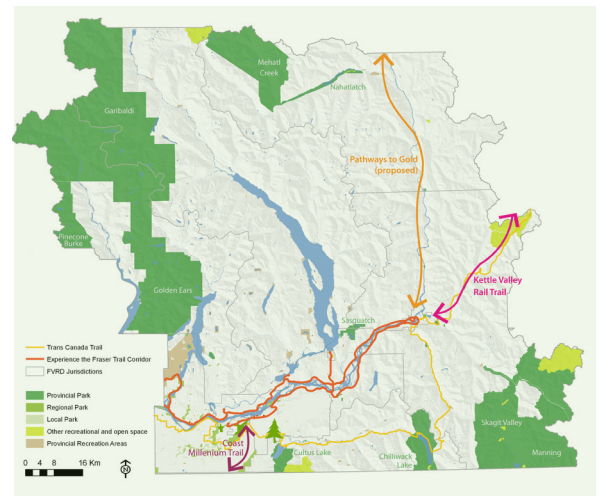 Mehatl
Creek
Nahatlatch
Garibaldi
Pathways to Gold
(proposed)
Pinecone
Burke
Kettle Valley
Rail Trail
Golden Ears
Sasquatch
Trans Canada Trail
Experience the Fraser Trail Corridor
FVRD Jurisdictions
Provincial Park
Regional Park
Local Park
Other recreational and open space
Provincial Recreation Areas
0 4 8 16 Km
N
Coast
Millenium Trail
Cultus Lake
Chilliwack
Lake
Skagit Valley
Manning